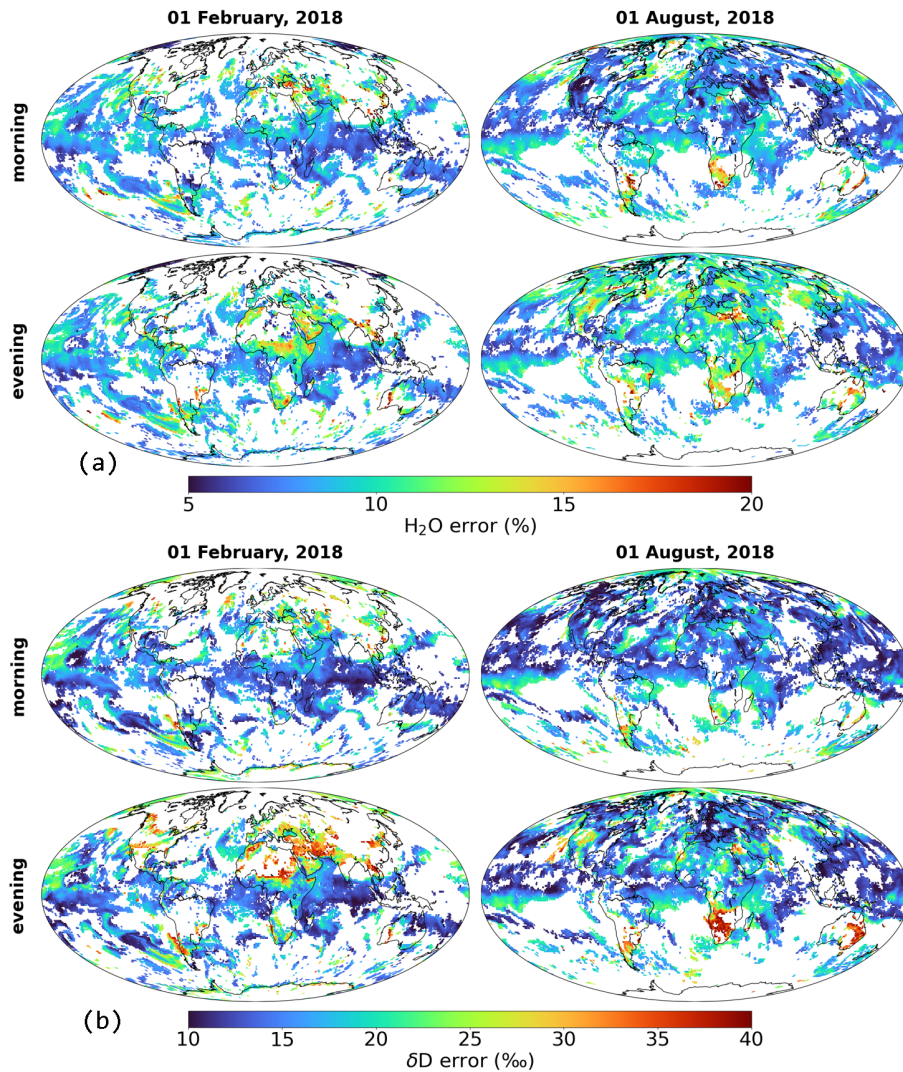 01 February, 2018
01 August, 2018
morning
evening
(a)
5 10 15 20
H₂O error (%)
01 February, 2018
01 August, 2018
morning
evening
(b)
10 15 20 25 30 35 40
δD error (‰)